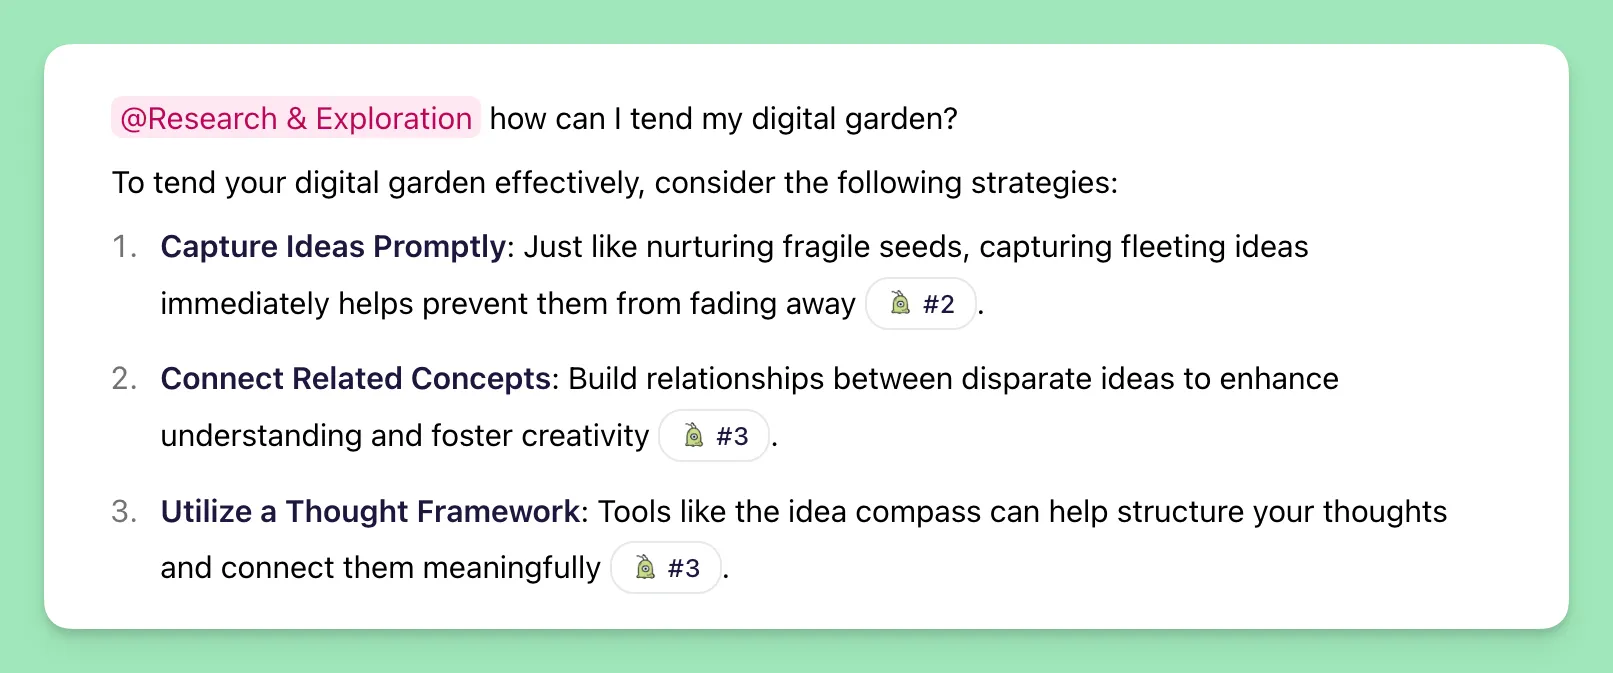 @Research & Exploration how can I tend my digital garden?
To tend your digital garden effectively, consider the following strategies:
1. Capture Ideas Promptly: Just like nurturing fragile seeds, capturing fleeting ideas
immediately helps prevent them from fading away #2.
2. Connect Related Concepts: Build relationships between disparate ideas to enhance
understanding and foster creativity #3.
3. Utilize a Thought Framework: Tools like the idea compass can help structure your thoughts
and connect them meaningfully #3.